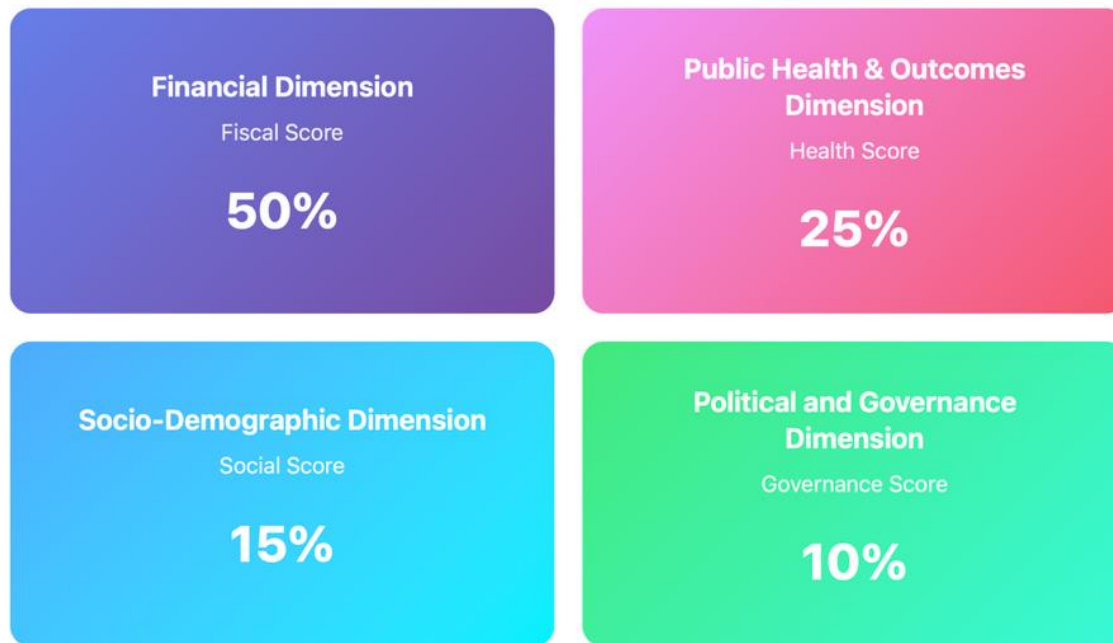 Financial Dimension
Fiscal Score
50%
Public Health & Outcomes
Dimension
Health Score
25%
Socio-Demographic Dimension
Social Score
15%
Political and Governance
Dimension
Governance Score
10%